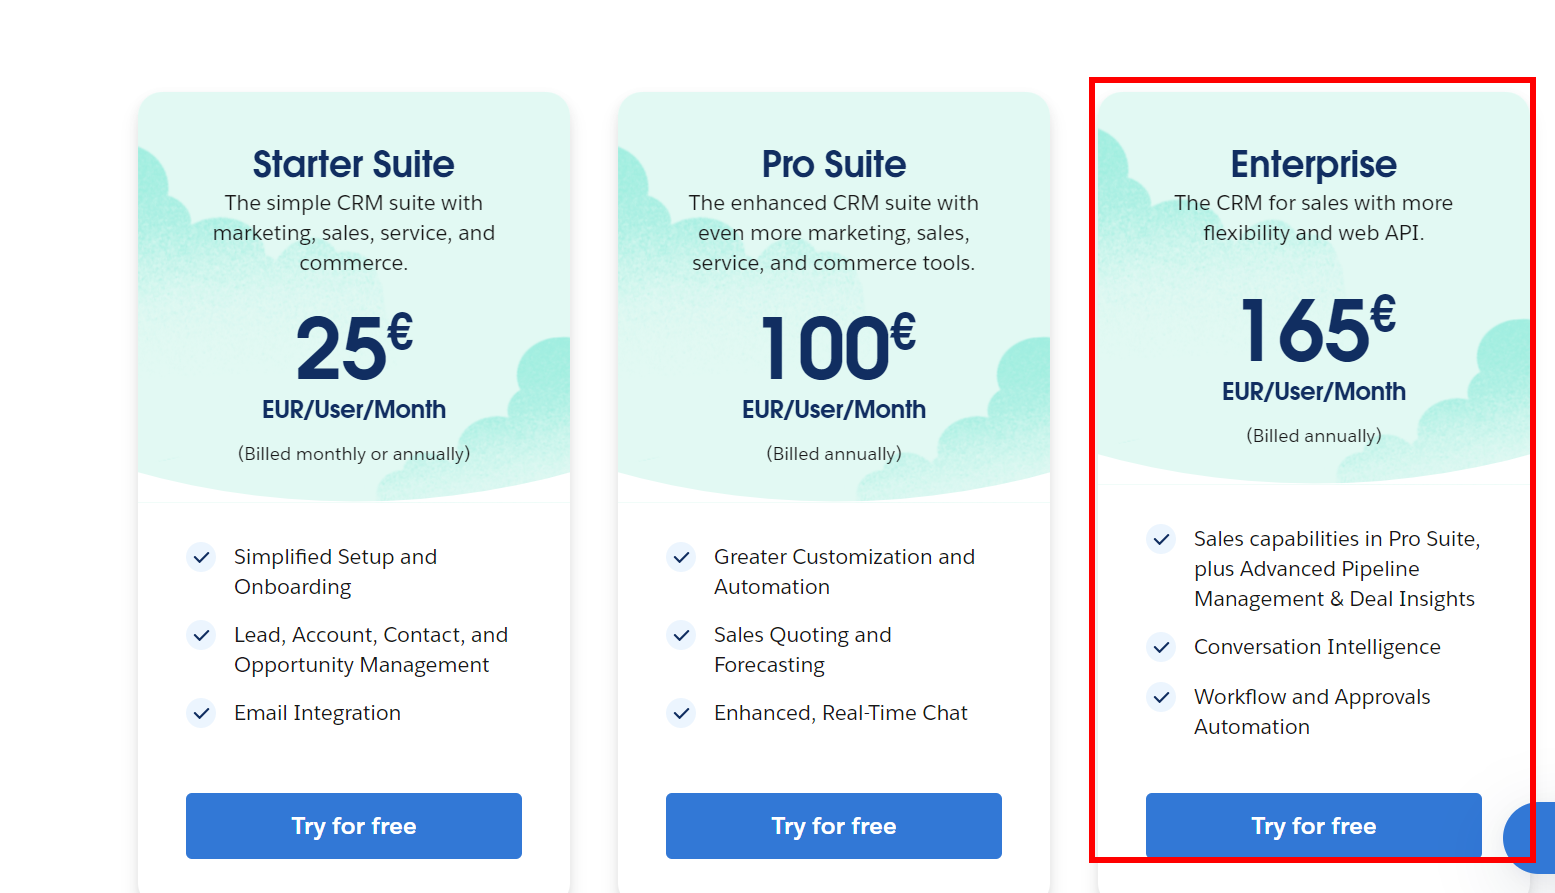 Starter Suite
The simple CRM suite with
marketing, sales, service, and
commerce.
25€
EUR/User/Month
(Billed monthly or annually)
Simplified Setup and
Onboarding
Lead, Account, Contact, and
Opportunity Management
Email Integration
Try for free
Pro Suite
The enhanced CRM suite with
even more marketing, sales,
service, and commerce tools.
100€
EUR/User/Month
(Billed annually)
Greater Customization and
Automation
Sales Quoting and
Forecasting
Enhanced, Real-Time Chat
Try for free
Enterprise
The CRM for sales with more
flexibility and web API.
165€
EUR/User/Month
(Billed annually)
Sales capabilities in Pro Suite,
plus Advanced Pipeline
Management & Deal Insights
Conversation Intelligence
Workflow and Approvals
Automation
Try for free